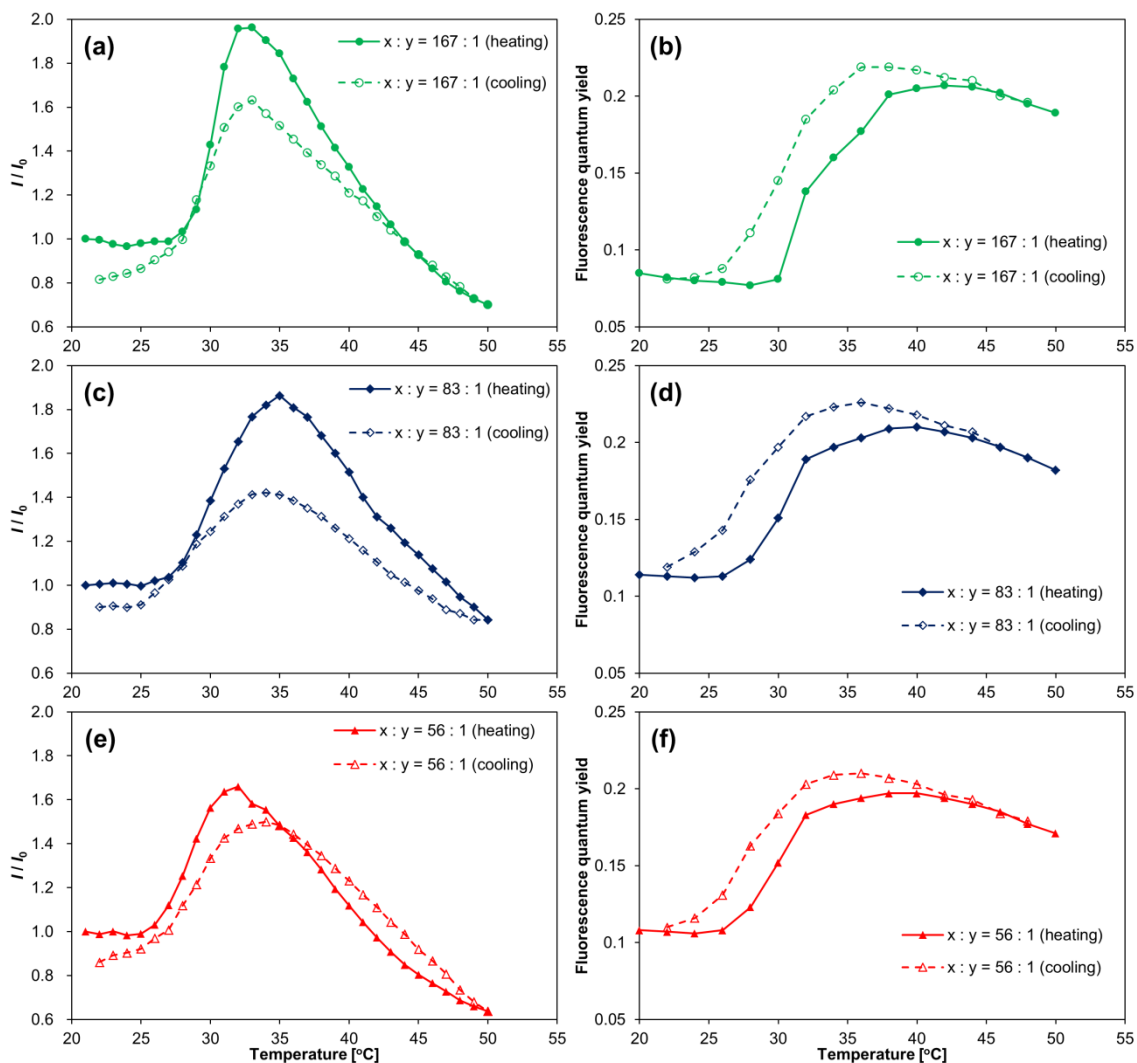 (a)
x : y = 167 : 1 (heating)
x : y = 167 : 1 (cooling)
I / I0
2.0
1.8
1.6
1.4
1.2
1.0
0.8
0.6
20 25 30 35 40 45 50 55
(b)
x : y = 167 : 1 (heating)
x : y = 167 : 1 (cooling)
Fluorescence quantum yield
0.25
0.20
0.15
0.10
0.05
20 25 30 35 40 45 50 55
(c)
x : y = 83 : 1 (heating)
x : y = 83 : 1 (cooling)
I / I0
2.0
1.8
1.6
1.4
1.2
1.0
0.8
0.6
20 25 30 35 40 45 50 55
(d)
x : y = 83 : 1 (heating)
x : y = 83 : 1 (cooling)
Fluorescence quantum yield
0.25
0.20
0.15
0.10
0.05
20 25 30 35 40 45 50 55
(e)
x : y = 56 : 1 (heating)
x : y = 56 : 1 (cooling)
I / I0
2.0
1.8
1.6
1.4
1.2
1.0
0.8
0.6
20 25 30 35 40 45 50 55
Temperature [°C]
(f)
x : y = 56 : 1 (heating)
x : y = 56 : 1 (cooling)
Fluorescence quantum yield
0.25
0.20
0.15
0.10
0.05
20 25 30 35 40 45 50 55
Temperature [°C]